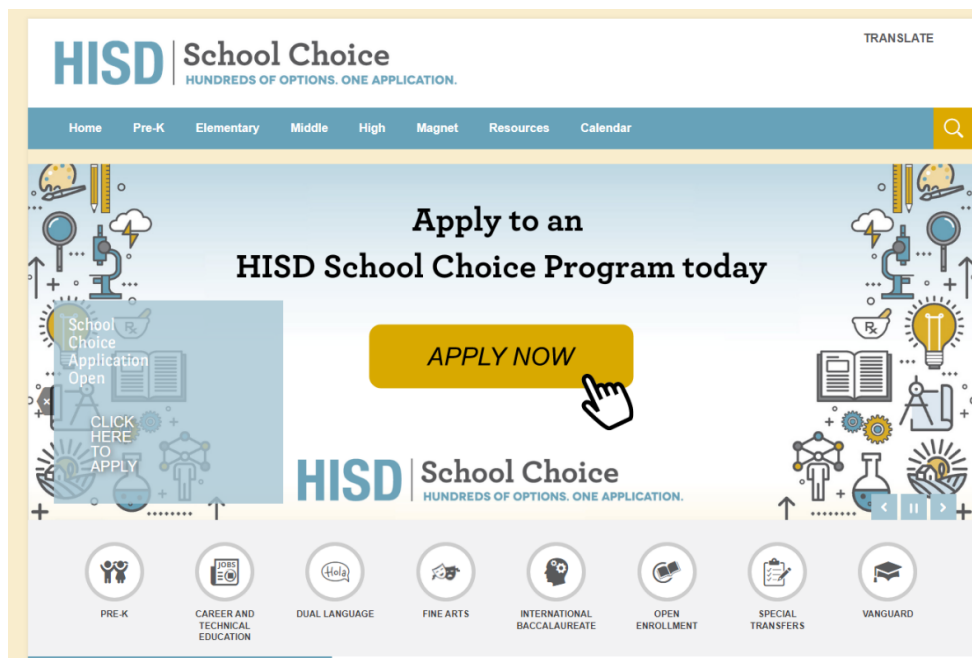 HISD School Choice
HUNDREDS OF OPTIONS. ONE APPLICATION.
TRANSLATE
Home Pre-K Elementary Middle High Magnet Resources Calendar
Apply to an
HISD School Choice Program today
School
Choice
Application
Open
CLICK
HERE
TO
APPLY
APPLY NOW
Rx
Rx
HISD School Choice
HUNDREDS OF OPTIONS. ONE APPLICATION.
JOBS
Hola
PRE-K
CAREER AND
TECHNICAL
EDUCATION
DUAL LANGUAGE
FINE ARTS
INTERNATIONAL
BACCALAUREATE
OPEN
ENROLLMENT
SPECIAL
TRANSFERS
VANGUARD